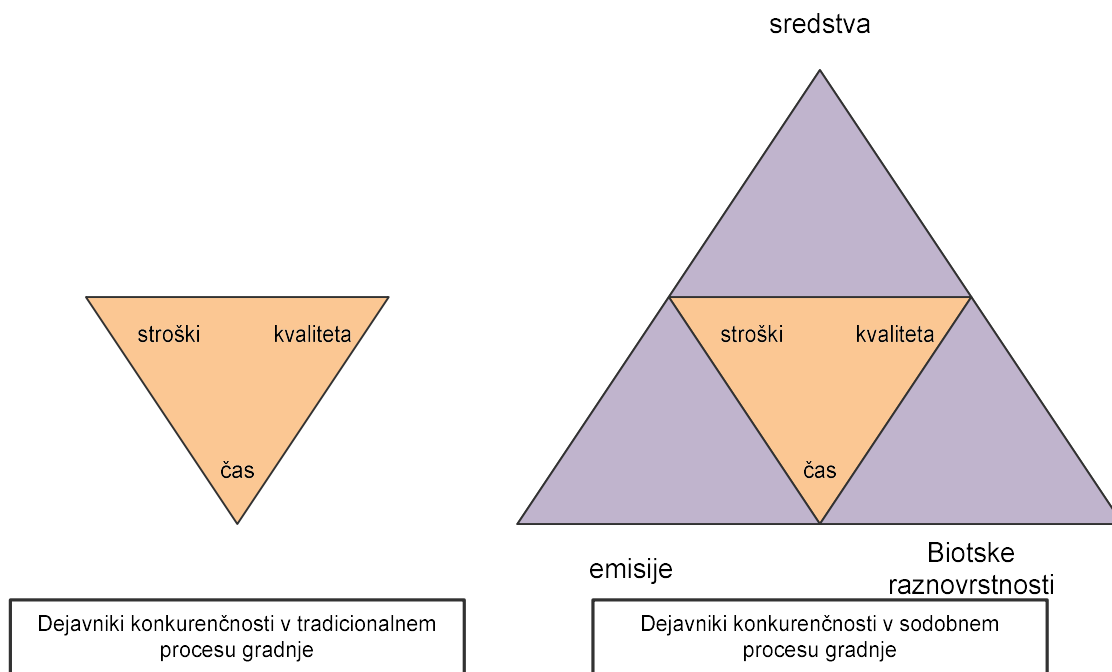 sredstva
stroški
kvaliteta
čas
stroški
kvaliteta
čas
emisije
Biotske
raznovrstnosti
Dejavniki konkurenčnosti v tradicionalnem
procesu gradnje
Dejavniki konkurenčnosti v sodobnem
procesu gradnje